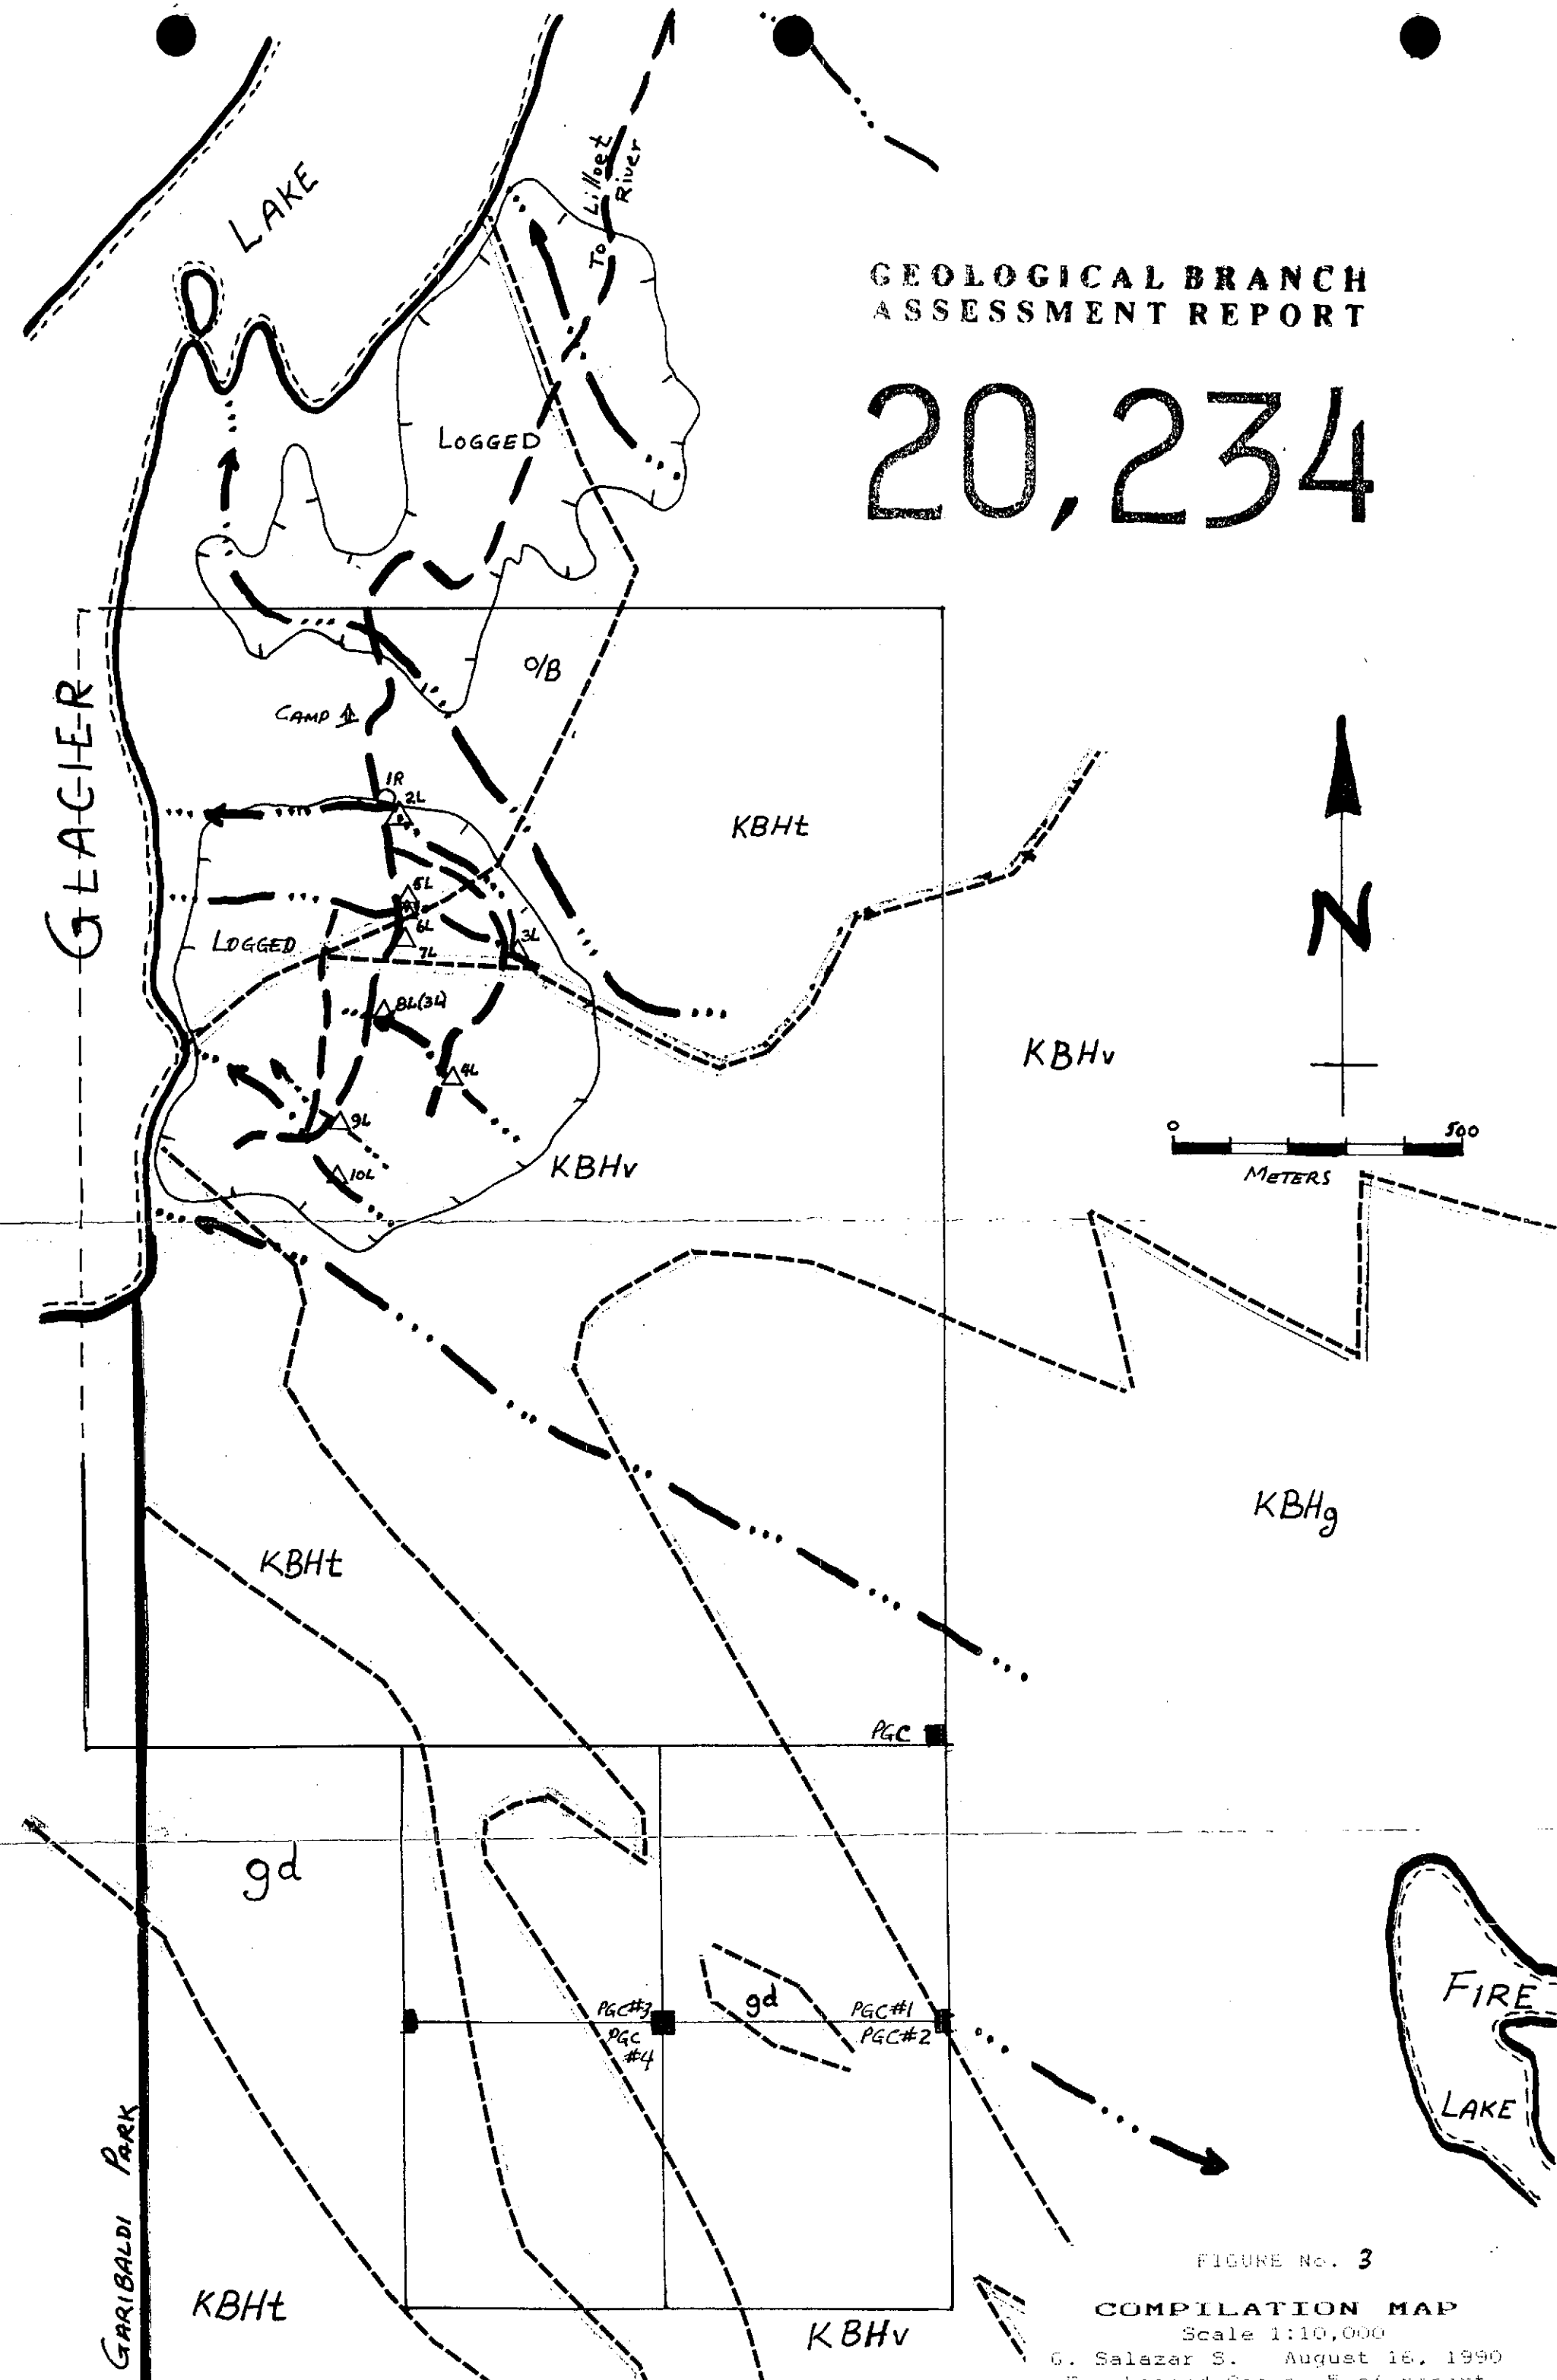 LAKE
To Lilloet
River
GEOLOGICAL BRANCH
ASSESSMENT REPORT
20,234
LOGGED
O/B
CAMP
GLACIER
1R
2L
KBHt
5L
6L
7L
3L
LOGGED
8L(3L)
4L
9L
10L
KBHv
KBHv
N
0
500
METERS
KBHg
KBHt
PGC
gd
PGC#3
PGC
#4
gd
PGC#1
PGC#2
FIRE
LAKE
GARIBALDI PARK
KBHt
KBHv
FIGURE No. 3
COMPILATION MAP
Scale 1:10,000
G. Salazar S. August 16, 1990